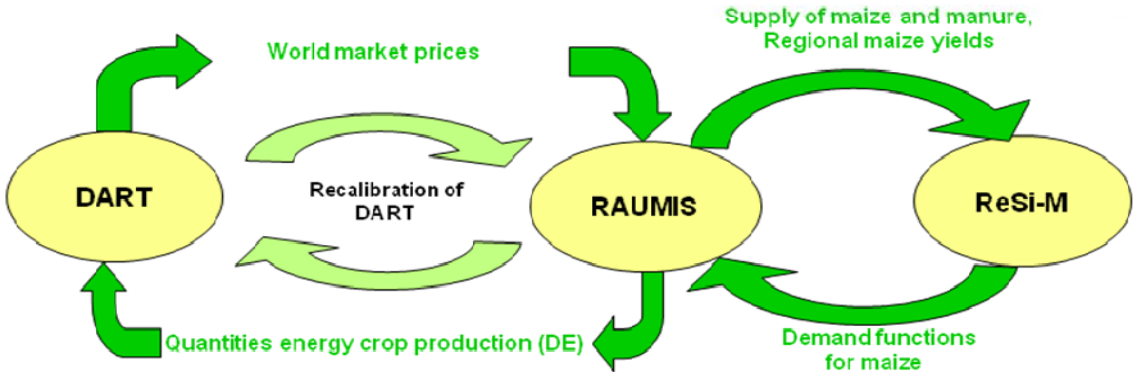 Supply of maize and manure,
Regional maize yields
World market prices
DART
Recalibration of
DART
RAUMIS
ReSi-M
Quantities energy crop production (DE)
Demand functions
for maize